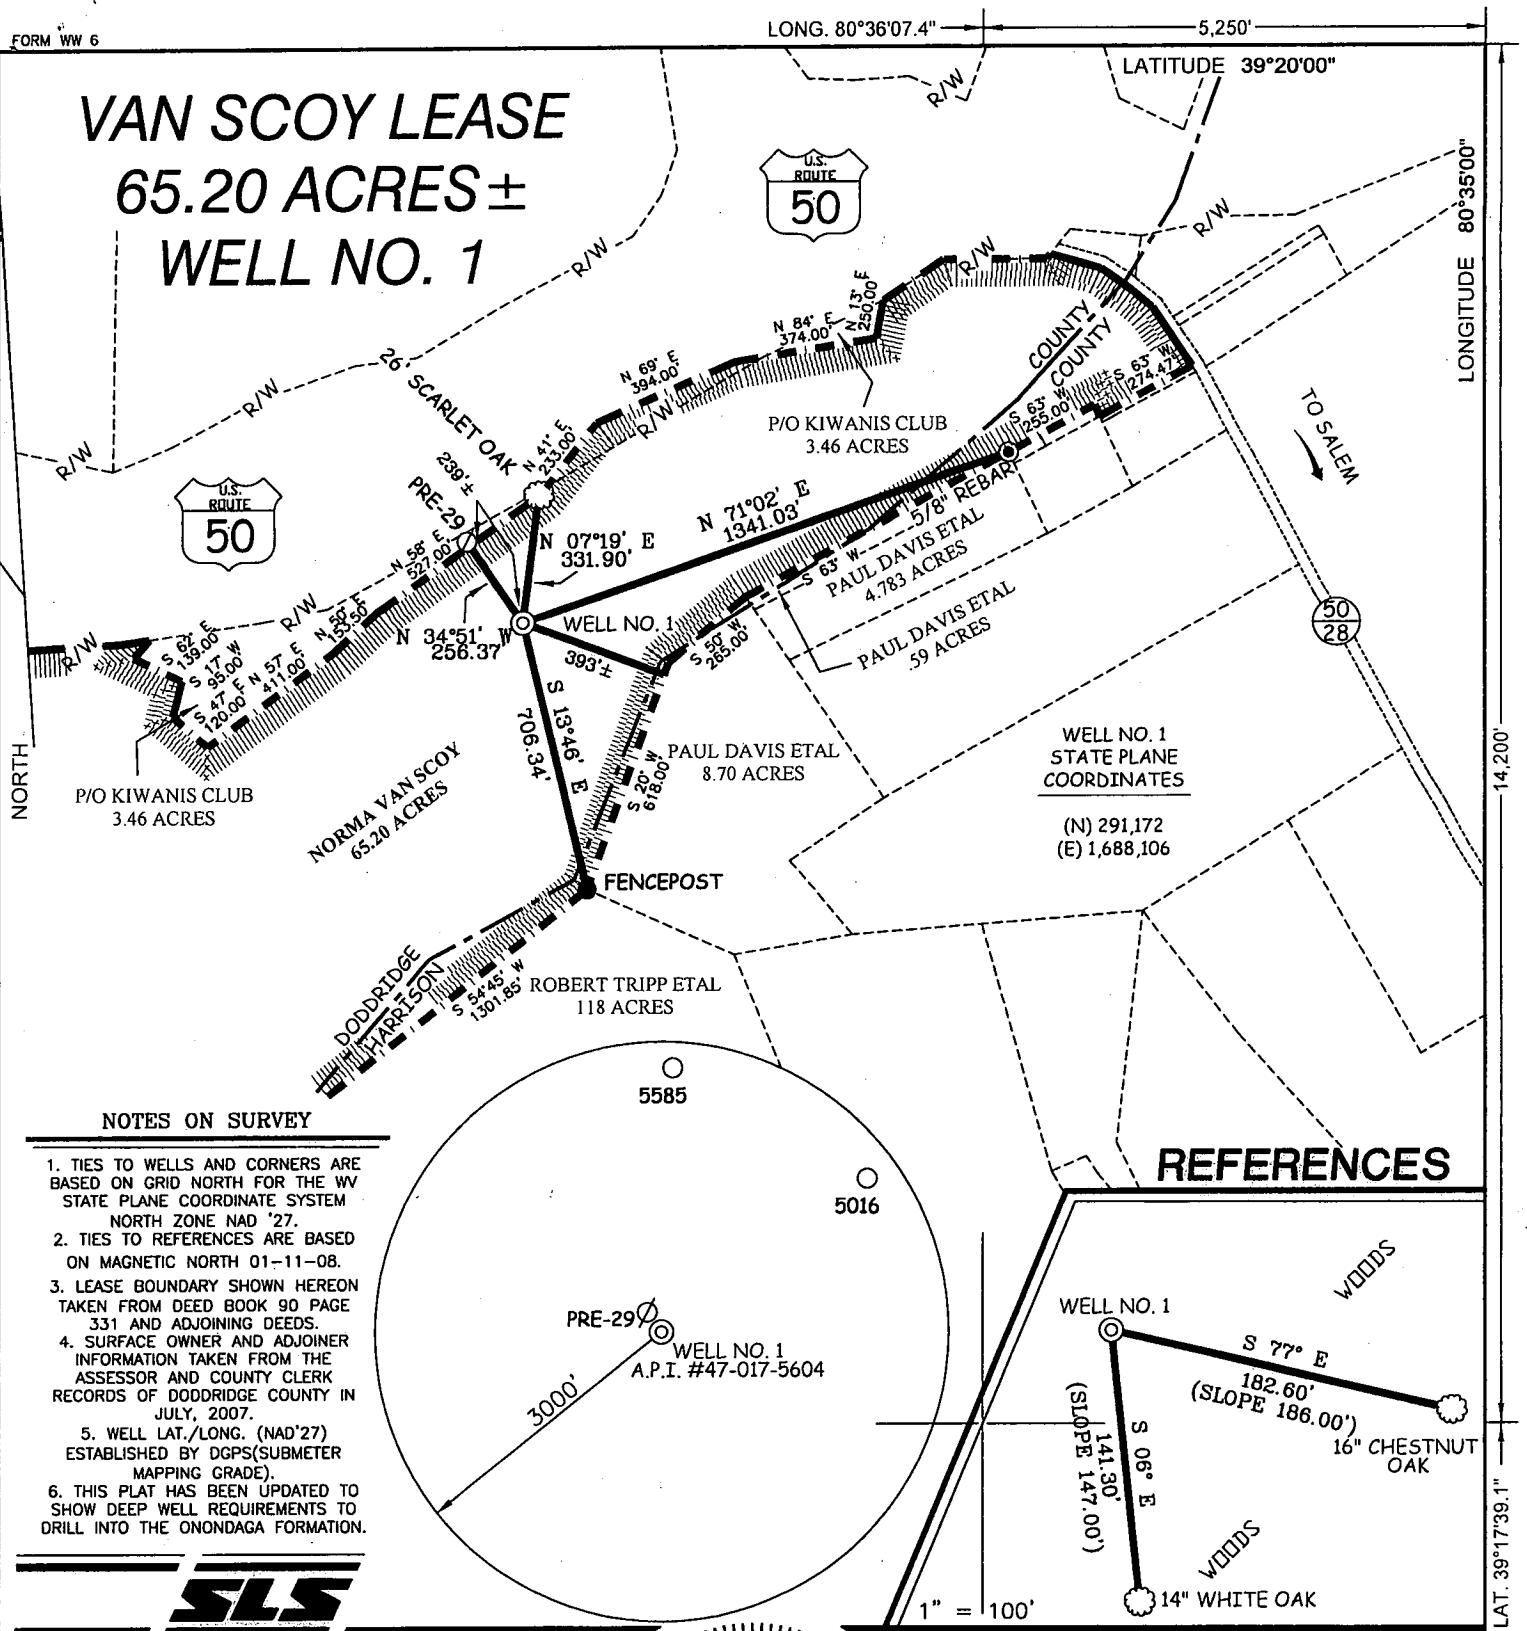 FORM WW 6
LONG. 80°36'07.4"
5,250'
LATITUDE 39°20'00"
VAN SCOY LEASE
65.20 ACRES ±
WELL NO. 1
U.S.
ROUTE
50
R/W
R/W
R/W
R/W
R/W
R/W
LONGITUDE 80°35'00"
N 13° E
250.00'
N 84° E
374.00'
COUNTY
COUNTY
S 63° W
274.47'
N 69° E
394.00'
R/W
26" SCARLET OAK
P/O KIWANIS CLUB
3.46 ACRES
S 63° W
255.00'
TO SALEM
N 41° E
233.00'
239'±
PRE-29
5/8" REBAR
U.S.
ROUTE
50
N 71°02' E
1341.03'
N 07°19' E
331.90'
N 58° E
527.00'
S 63° W
PAUL DAVIS ETAL
4.783 ACRES
PAUL DAVIS ETAL
.59 ACRES
50
28
R/W
N 50° E
153.50'
N 34°51' W
256.37'
WELL NO. 1
393'±
S 50° W
265.00'
R/W
S 62° E
139.00'
S 17° W
95.00'
S 47° E
120.00'
N 57° E
411.00'
S 13°46' E
706.34'
NORTH
P/O KIWANIS CLUB
3.46 ACRES
NORMA VAN SCOY
65.20 ACRES
S 20° W
618.00'
PAUL DAVIS ETAL
8.70 ACRES
WELL NO. 1
STATE PLANE
COORDINATES
(N) 291,172
(E) 1,688,106
14,200'
FENCEPOST
DODDRIDGE
HARRISON
S 54°45' W
1301.85'
ROBERT TRIPP ETAL
118 ACRES
5585
5016
PRE-29
WELL NO. 1
A.P.I. #47-017-5604
3000'
NOTES ON SURVEY
1. TIES TO WELLS AND CORNERS ARE
BASED ON GRID NORTH FOR THE WV
STATE PLANE COORDINATE SYSTEM
NORTH ZONE NAD '27.
2. TIES TO REFERENCES ARE BASED
ON MAGNETIC NORTH 01-11-08.
3. LEASE BOUNDARY SHOWN HEREON
TAKEN FROM DEED BOOK 90 PAGE
331 AND ADJOINING DEEDS.
4. SURFACE OWNER AND ADJOINER
INFORMATION TAKEN FROM THE
ASSESSOR AND COUNTY CLERK
RECORDS OF DODDRIDGE COUNTY IN
JULY, 2007.
5. WELL LAT./LONG. (NAD'27)
ESTABLISHED BY DGPS(SUBMETER
MAPPING GRADE).
6. THIS PLAT HAS BEEN UPDATED TO
SHOW DEEP WELL REQUIREMENTS TO
DRILL INTO THE ONONDAGA FORMATION.
SLS
REFERENCES
WOODS
WELL NO. 1
S 77° E
182.60'
(SLOPE 186.00')
16" CHESTNUT
OAK
S 06° E
141.30'
(SLOPE 147.00')
WOODS
14" WHITE OAK
1" = 100'
LAT. 39°17'39.1"